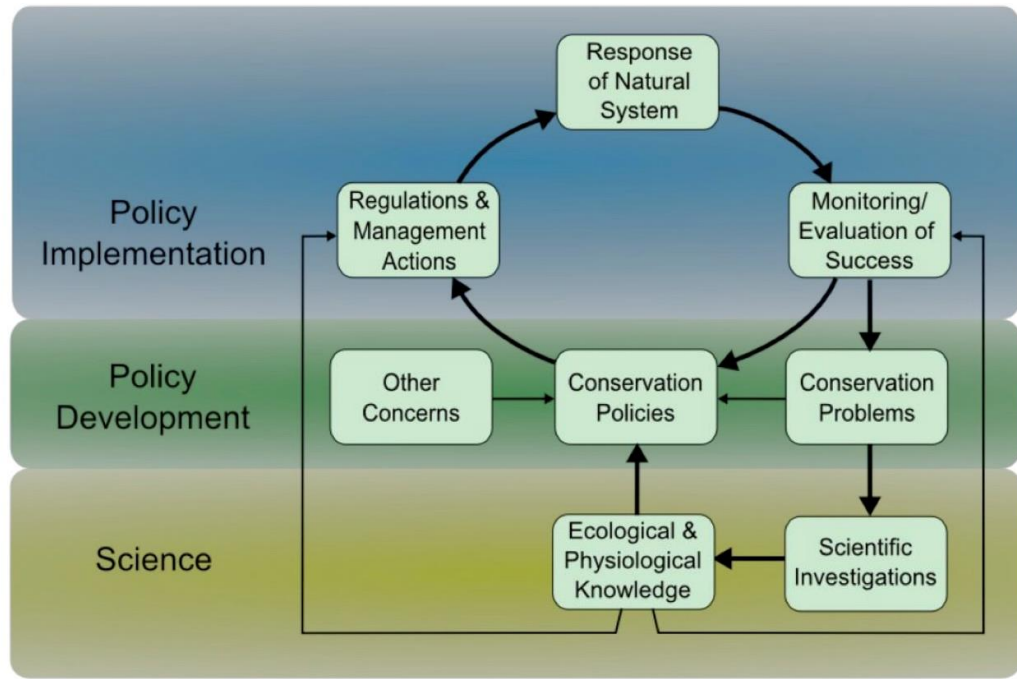 Response
of Natural
System
Policy
Implementation
Regulations &
Management
Actions
Monitoring/
Evaluation of
Success
Policy
Development
Other
Concerns
Conservation
Policies
Conservation
Problems
Science
Ecological &
Physiological
Knowledge
Scientific
Investigations